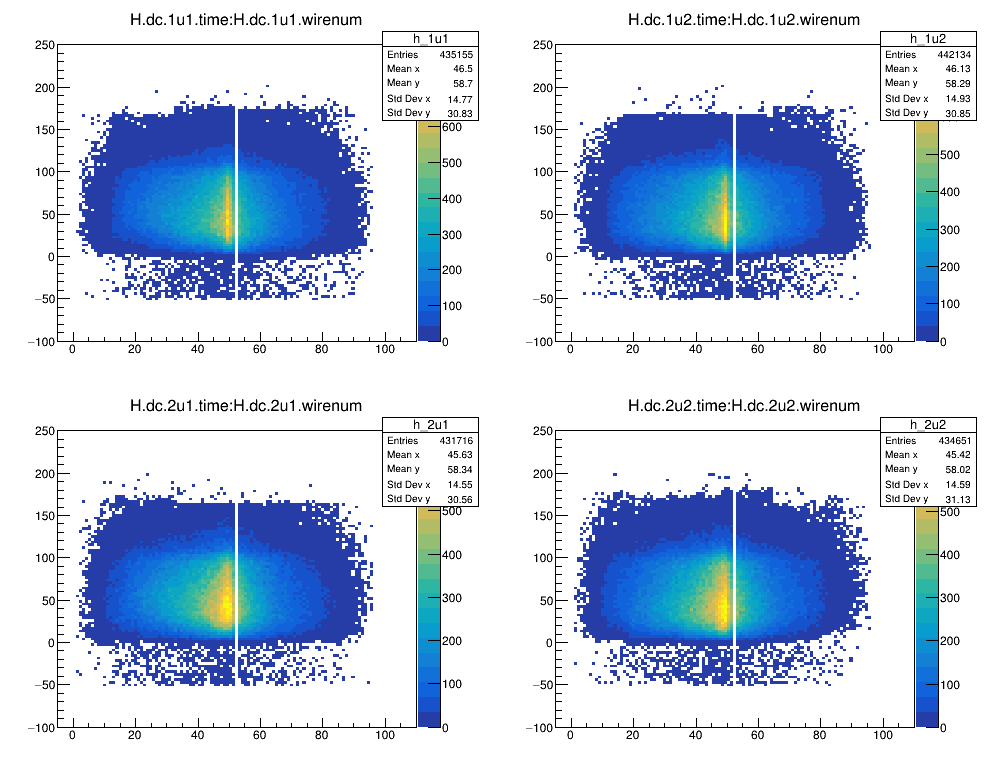 H.dc.1u1.time:H.dc.1u1.wirenum
h_1u1
Entries 435155
Mean x 46.5
Mean y 58.7
Std Dev x 14.77
Std Dev y 30.83
250
200
150
100
50
0
−50
−100
0 20 40 60 80 100
600
500
400
300
200
100
0
H.dc.1u2.time:H.dc.1u2.wirenum
h_1u2
Entries 442134
Mean x 46.13
Mean y 58.29
Std Dev x 14.93
Std Dev y 30.85
250
200
150
100
50
0
−50
−100
0 20 40 60 80 100
500
400
300
200
100
0
H.dc.2u1.time:H.dc.2u1.wirenum
h_2u1
Entries 431716
Mean x 45.63
Mean y 58.34
Std Dev x 14.55
Std Dev y 30.56
250
200
150
100
50
0
−50
−100
0 20 40 60 80 100
500
400
300
200
100
0
H.dc.2u2.time:H.dc.2u2.wirenum
h_2u2
Entries 434651
Mean x 45.42
Mean y 58.02
Std Dev x 14.59
Std Dev y 31.13
250
200
150
100
50
0
−50
−100
0 20 40 60 80 100
500
400
300
200
100
0